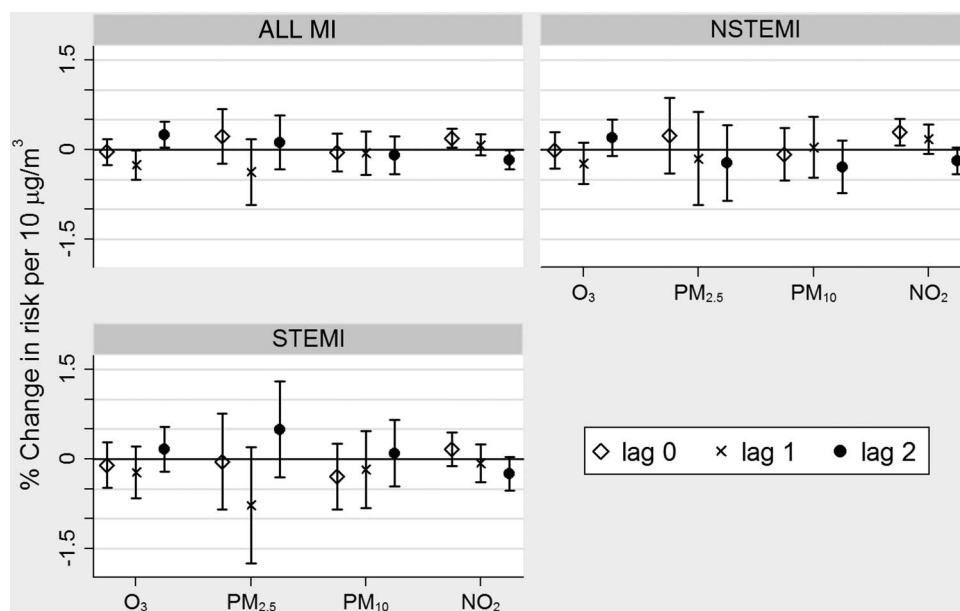 ALL MI
NSTEMI
% Change in risk per 10 μg/m³
1.5
0
-1.5
O₃ PM₂.₅ PM₁₀ NO₂
STEMI
1.5
0
-1.5
O₃ PM₂.₅ PM₁₀ NO₂
lag 0 lag 1 lag 2